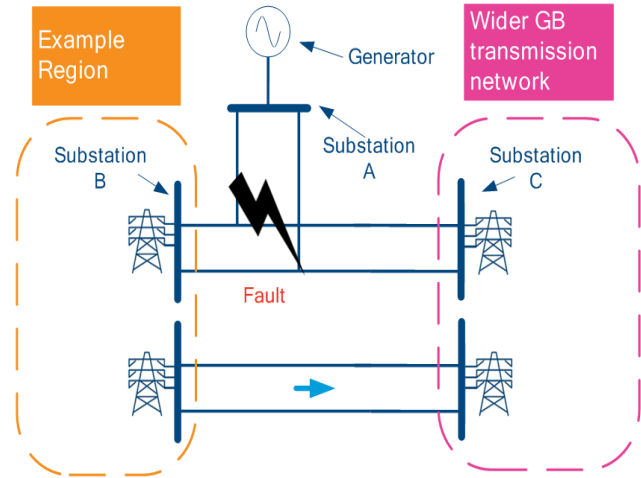 Example
Region
Generator
Wider GB
transmission
network
Substation
A
Substation
B
Substation
C
Fault